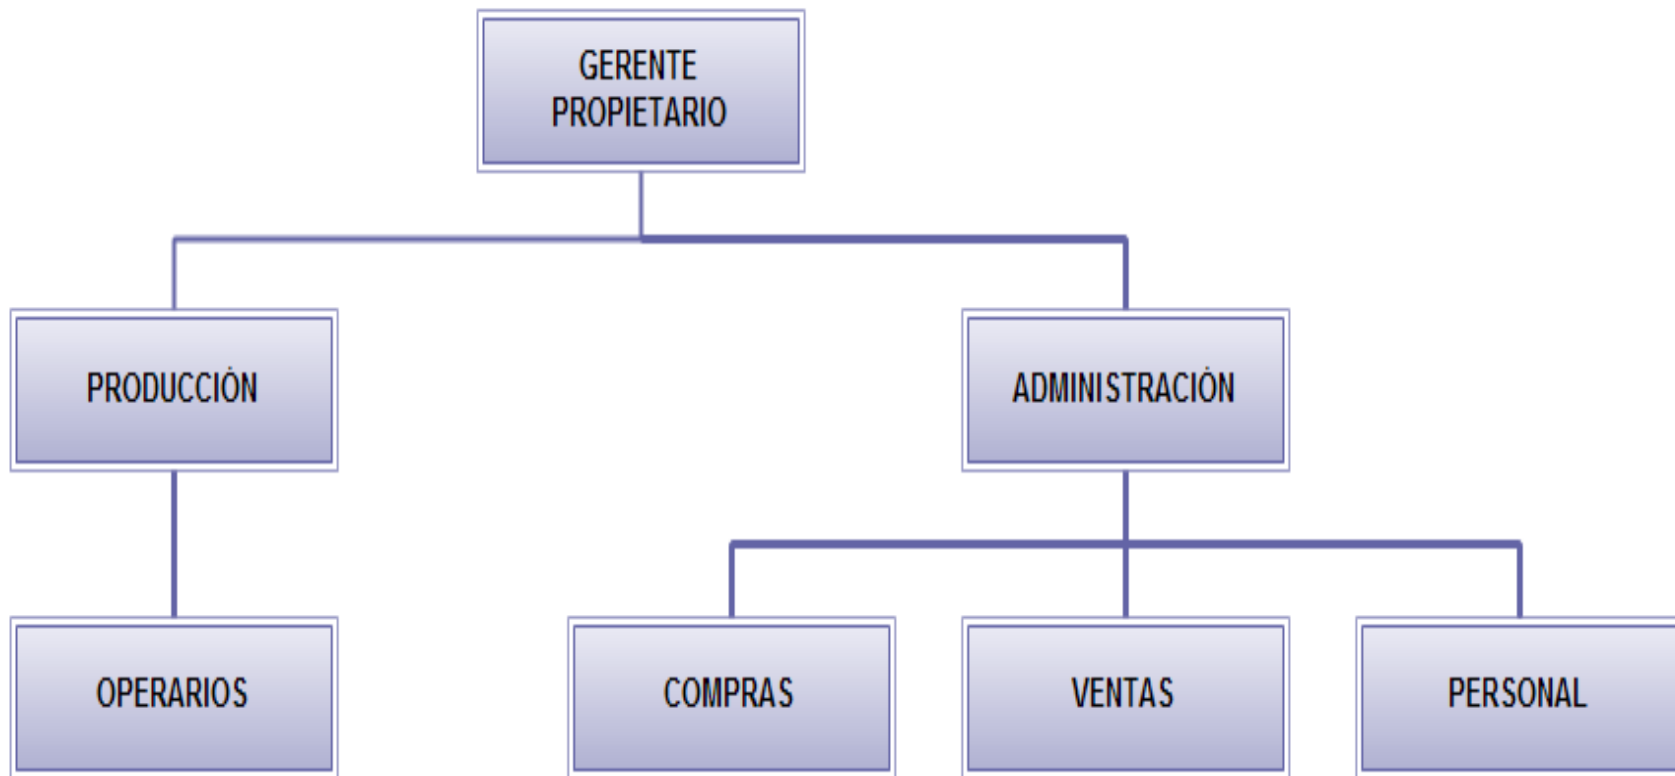 GERENTE
PROPIETARIO
PRODUCCIÓN
ADMINISTRACIÓN
OPERARIOS
COMPRAS
VENTAS
PERSONAL